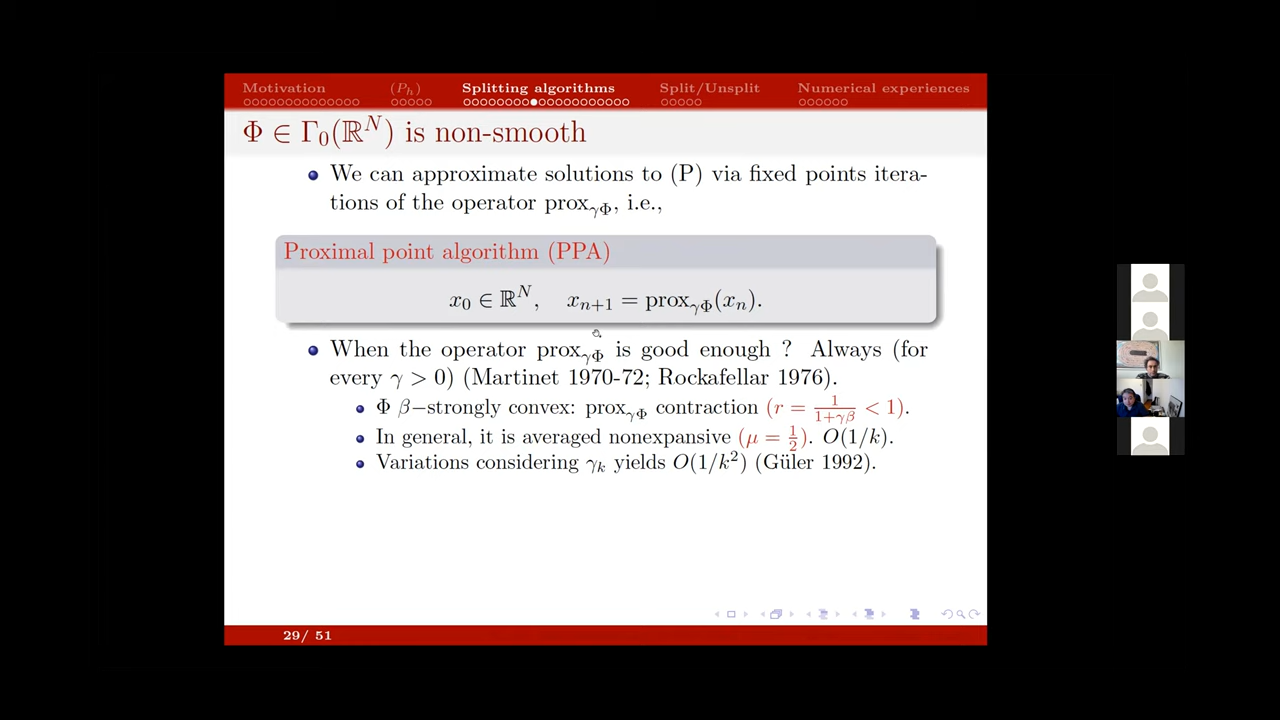 Motivation (P_h) Splitting algorithms Split/Unsplit Numerical experiences
Φ ∈ Γ₀(ℝᴺ) is non-smooth
We can approximate solutions to (P) via fixed points itera-
tions of the operator prox_γΦ, i.e.,
Proximal point algorithm (PPA)
x₀ ∈ ℝᴺ, xₙ₊₁ = prox_γΦ(xₙ).
When the operator prox_γΦ is good enough ? Always (for
every γ > 0) (Martinet 1970-72; Rockafellar 1976).
Φ β−strongly convex: prox_γΦ contraction (r = 1/(1+γβ) < 1).
In general, it is averaged nonexpansive (μ = 1/2). O(1/k).
Variations considering γ_k yields O(1/k²) (Güler 1992).
29/ 51